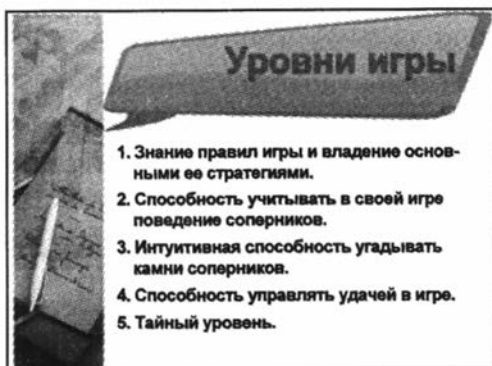 Уровни игры
1. Знание правил игры и владение основ-
ными ее стратегиями.
2. Способность учитывать в своей игре
поведение соперников.
3. Интуитивная способность угадывать
камни соперников.
4. Способность управлять удачей в игре.
5. Тайный уровень.